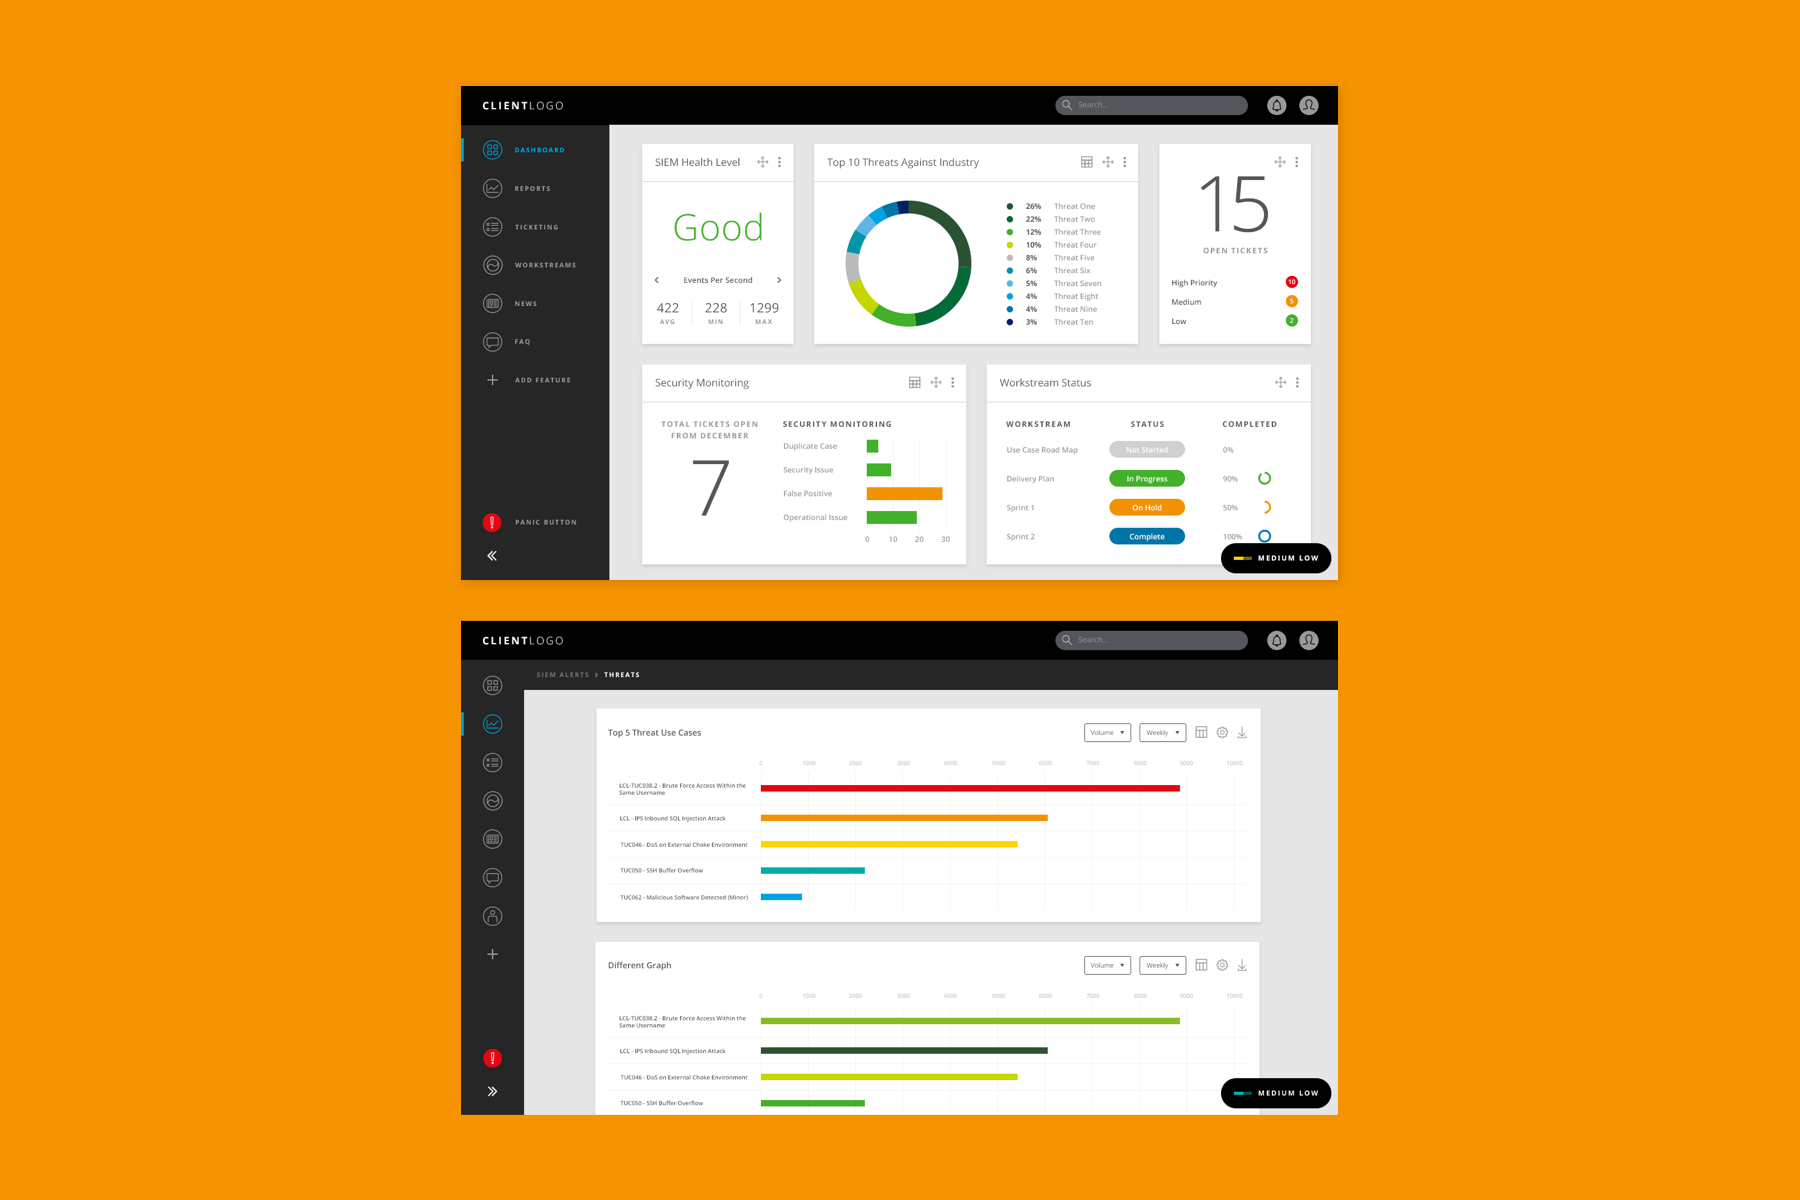 CLIENTLOGO
Search...
DASHBOARD
REPORTS
TICKETING
WORKSTREAMS
NEWS
FAQ
ADD FEATURE
PANIC BUTTON
SIEM Health Level
Good
Events Per Second
422 228 1299
AVG MIN MAX
Top 10 Threats Against Industry
26% Threat One
22% Threat Two
12% Threat Three
10% Threat Four
8% Threat Five
6% Threat Six
5% Threat Seven
4% Threat Eight
4% Threat Nine
3% Threat Ten
15
OPEN TICKETS
High Priority 10
Medium 5
Low 2
Security Monitoring
TOTAL TICKETS OPEN
FROM DECEMBER
7
SECURITY MONITORING
Duplicate Case
Security Issue
False Positive
Operational Issue
0 10 20 30
Workstream Status
WORKSTREAM STATUS COMPLETED
Use Case Road Map Not Started 0%
Delivery Plan In Progress 90%
Sprint 1 On Hold 50%
Sprint 2 Complete 100%
MEDIUM LOW
CLIENTLOGO
Search...
SIEM ALERTS > THREATS
Top 5 Threat Use Cases
Volume Weekly
0 1000 2000 3000 4000 5000 6000 7000 8000 9000 10000
LCL-TUC038.2 - Brute Force Access Within the
Same Username
LCL - IPS Inbound SQL Injection Attack
TUC046 - DoS on External Choke Environment
TUC050 - SSH Buffer Overflow
TUC062 - Malicious Software Detected (Minor)
Different Graph
Volume Weekly
0 1000 2000 3000 4000 5000 6000 7000 8000 9000 10000
LCL-TUC038.2 - Brute Force Access Within the
Same Username
LCL - IPS Inbound SQL Injection Attack
TUC046 - DoS on External Choke Environment
TUC050 - SSH Buffer Overflow
MEDIUM LOW